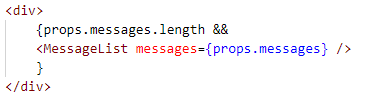 <div>
{props.messages.length &&
<MessageList messages={props.messages} />
}
</div>